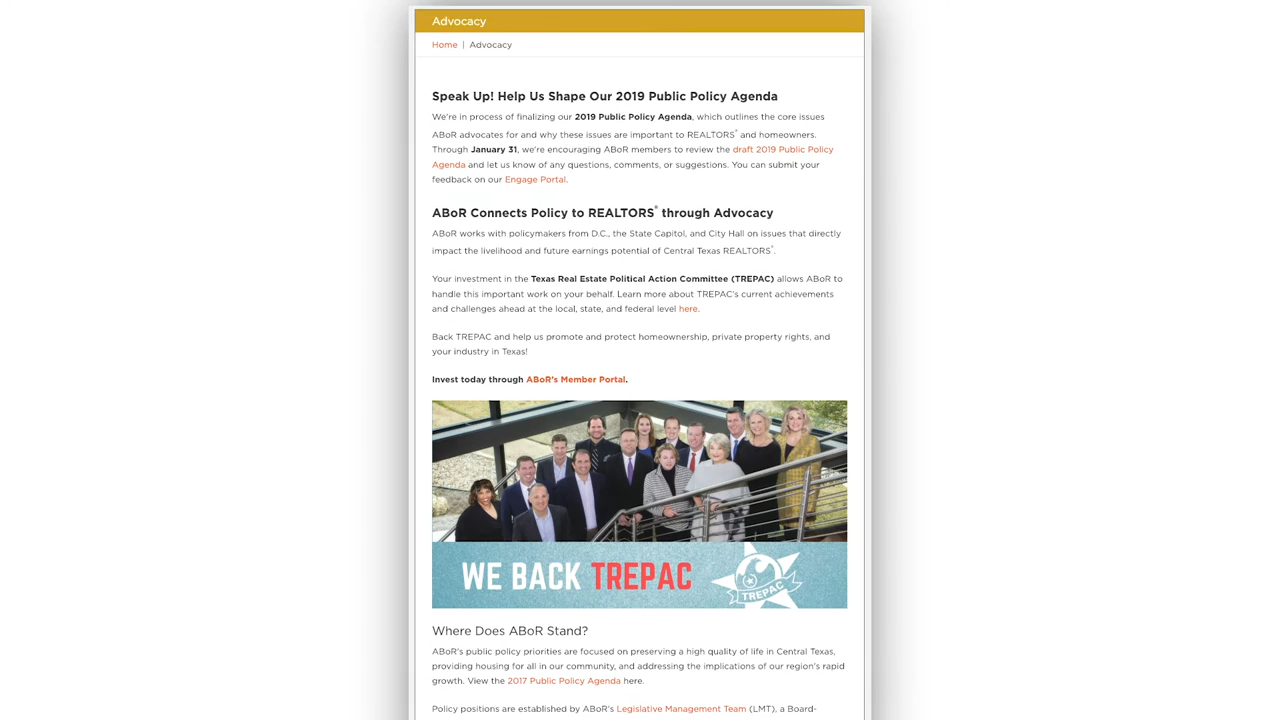 Advocacy
Home | Advocacy
Speak Up! Help Us Shape Our 2019 Public Policy Agenda
We're in process of finalizing our 2019 Public Policy Agenda, which outlines the core issues
ABoR advocates for and why these issues are important to REALTORS® and homeowners.
Through January 31, we're encouraging ABoR members to review the draft 2019 Public Policy
Agenda and let us know of any questions, comments, or suggestions. You can submit your
feedback on our Engage Portal.
ABoR Connects Policy to REALTORS® through Advocacy
ABoR works with policymakers from D.C., the State Capitol, and City Hall on issues that directly
impact the livelihood and future earnings potential of Central Texas REALTORS®.
Your investment in the Texas Real Estate Political Action Committee (TREPAC) allows ABoR to
handle this important work on your behalf. Learn more about TREPAC's current achievements
and challenges ahead at the local, state, and federal level here.
Back TREPAC and help us promote and protect homeownership, private property rights, and
your industry in Texas!
Invest today through ABoR's Member Portal.
WE BACK TREPAC
TREPAC
Where Does ABoR Stand?
ABoR's public policy priorities are focused on preserving a high quality of life in Central Texas,
providing housing for all in our community, and addressing the implications of our region's rapid
growth. View the 2017 Public Policy Agenda here.
Policy positions are established by ABoR's Legislative Management Team (LMT), a Board-